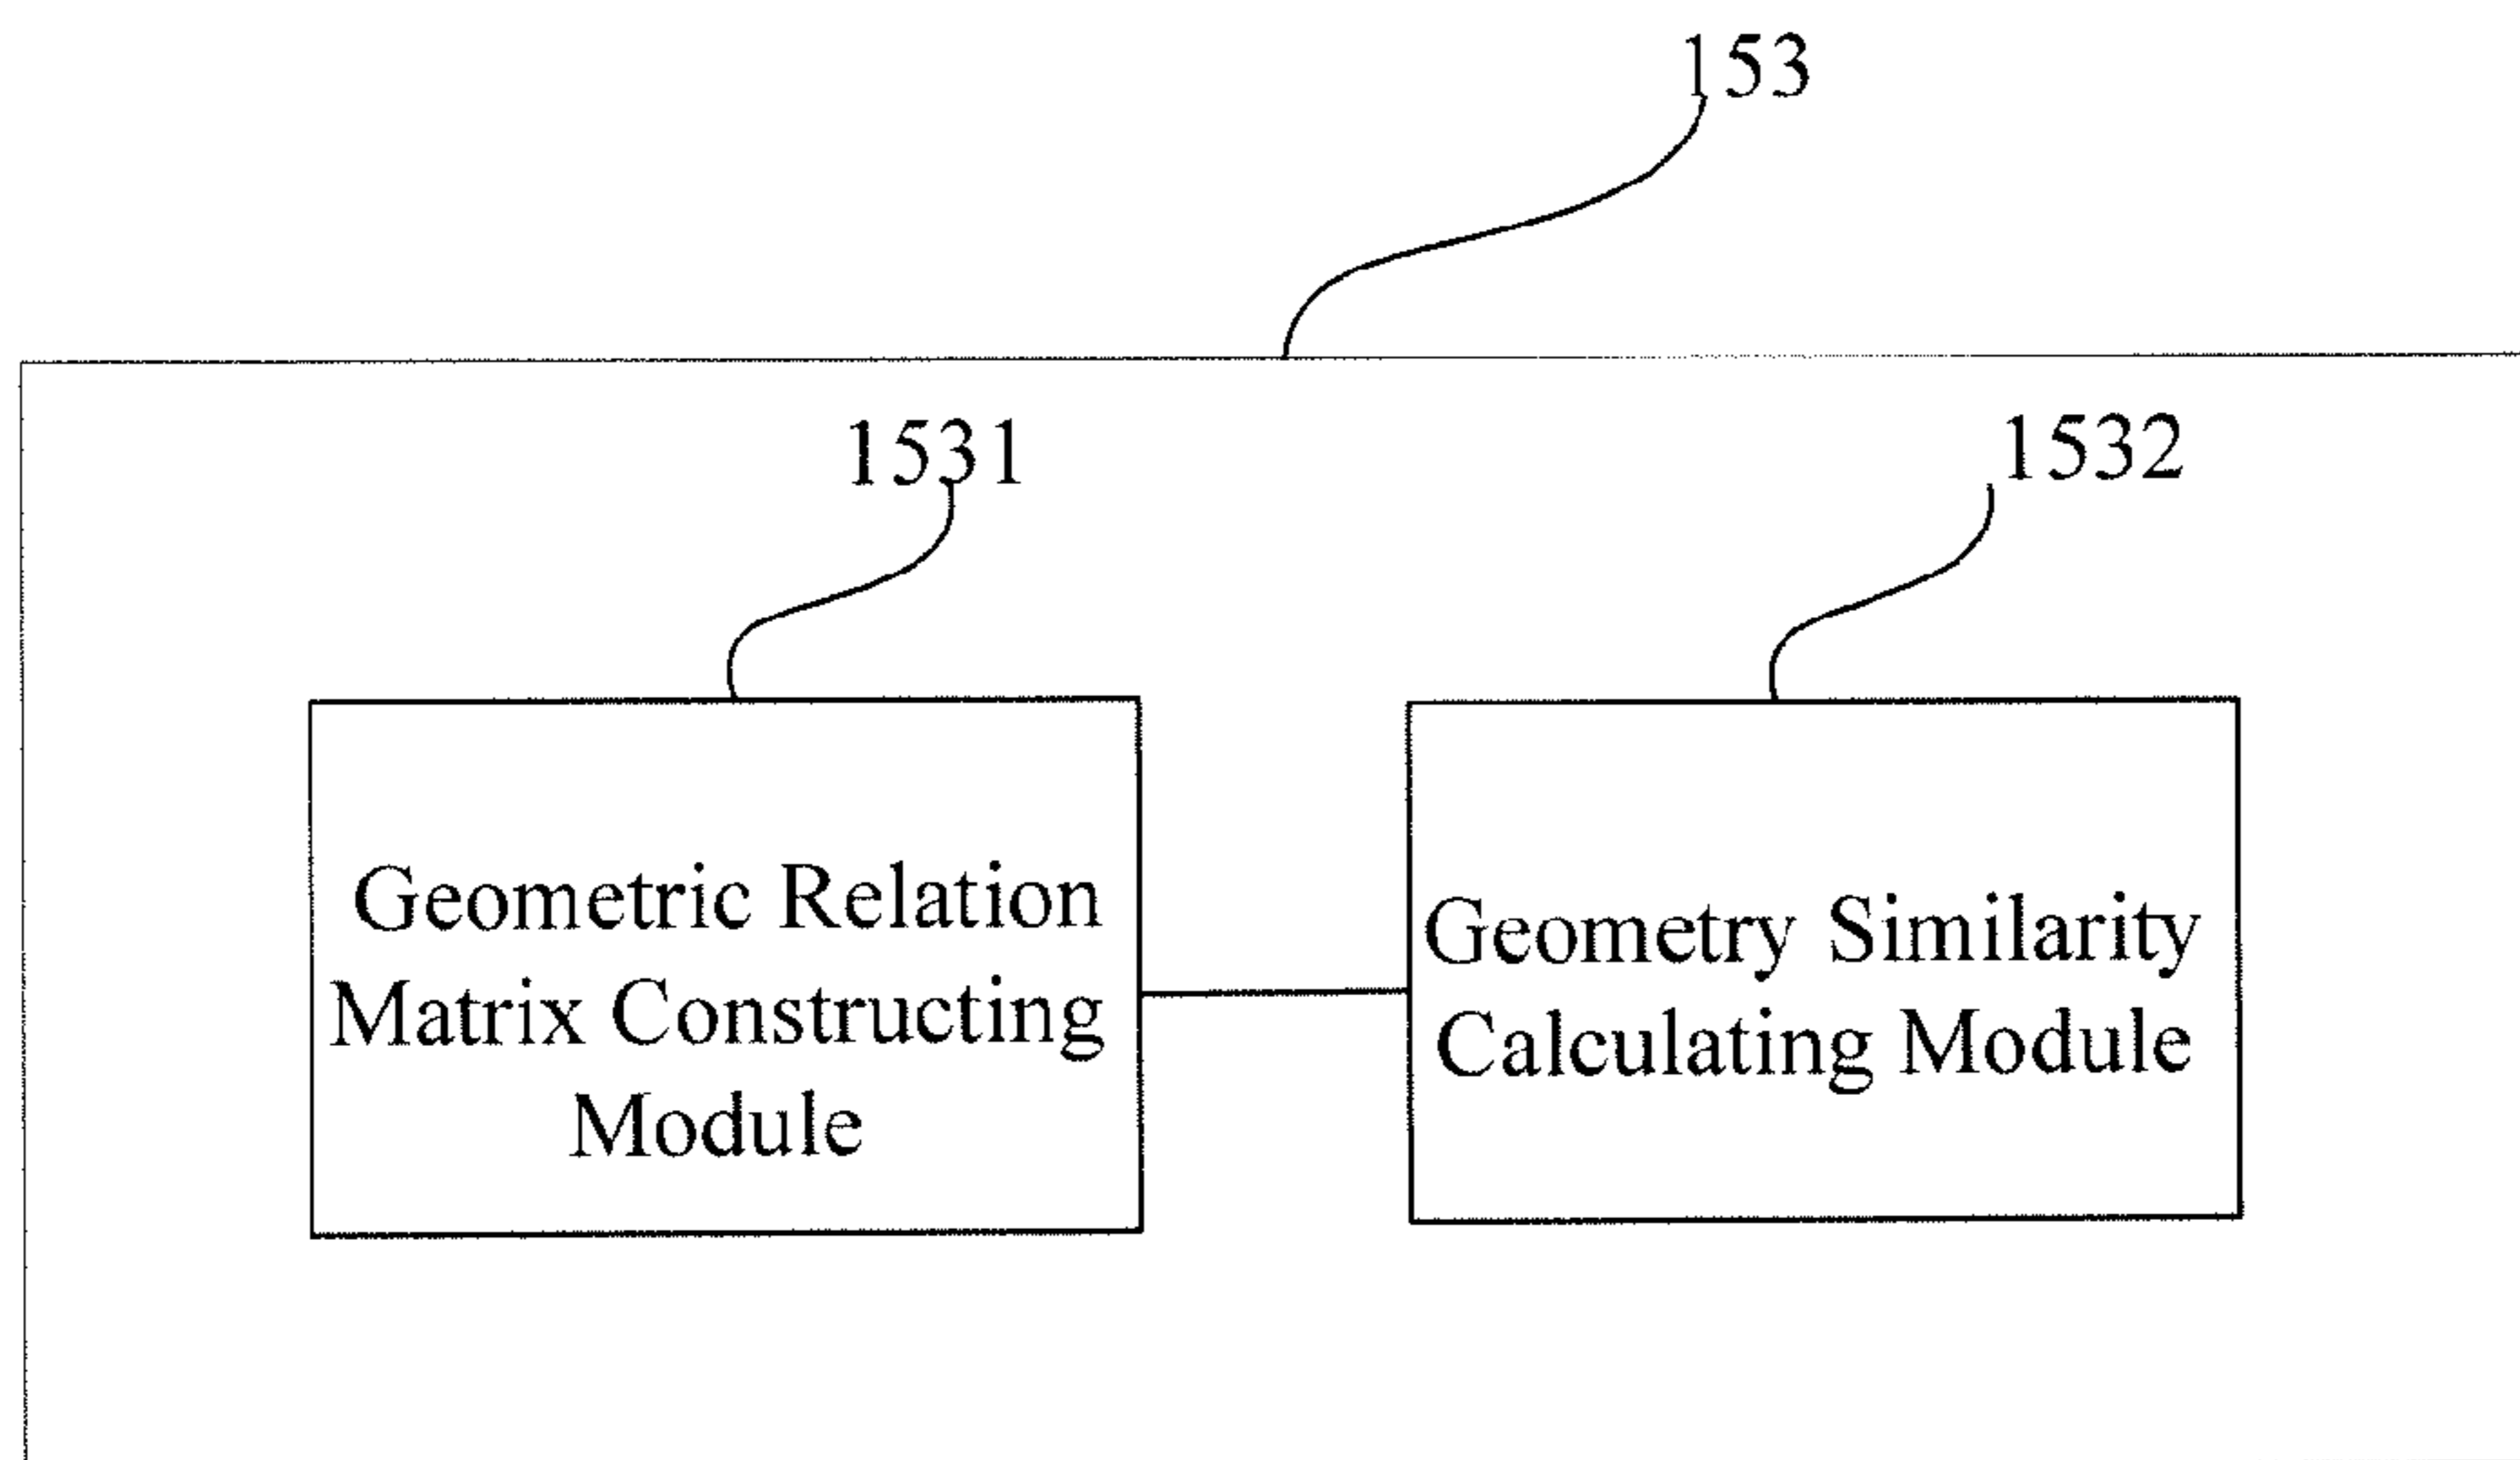 153
1531
1532
Geometric Relation
Matrix Constructing
Module
Geometry Similarity
Calculating Module